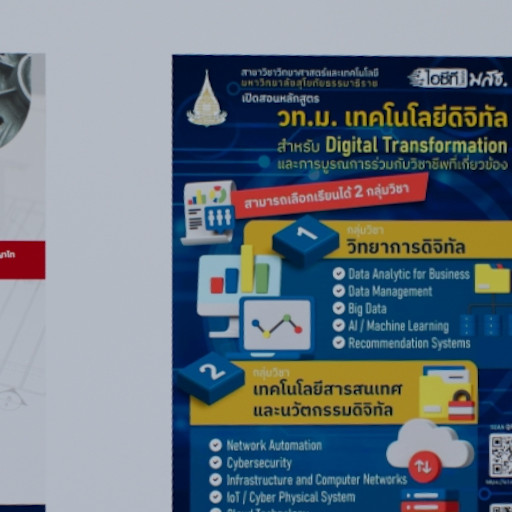 สาขาวิชาวิทยาศาสตร์และเทคโนโลยี
มหาวิทยาลัยสุโขทัยธรรมาธิราช
ไอซีที มสธ.
เปิดสอนหลักสูตร
วท.ม. เทคโนโลยีดิจิทัล
สำหรับ Digital Transformation
และการบูรณการร่วมกับวิชาชีพที่เกี่ยวข้อง
สามารถเลือกเรียนได้ 2 กลุ่มวิชา
1
กลุ่มวิชา
วิทยาการดิจิทัล
Data Analytic for Business
Data Management
Big Data
AI / Machine Learning
Recommendation Systems
2
กลุ่มวิชา
เทคโนโลยีสารสนเทศ
และนวัตกรรมดิจิทัล
Network Automation
Cybersecurity
Infrastructure and Computer Networks
IoT / Cyber Physical System
Cloud Technology